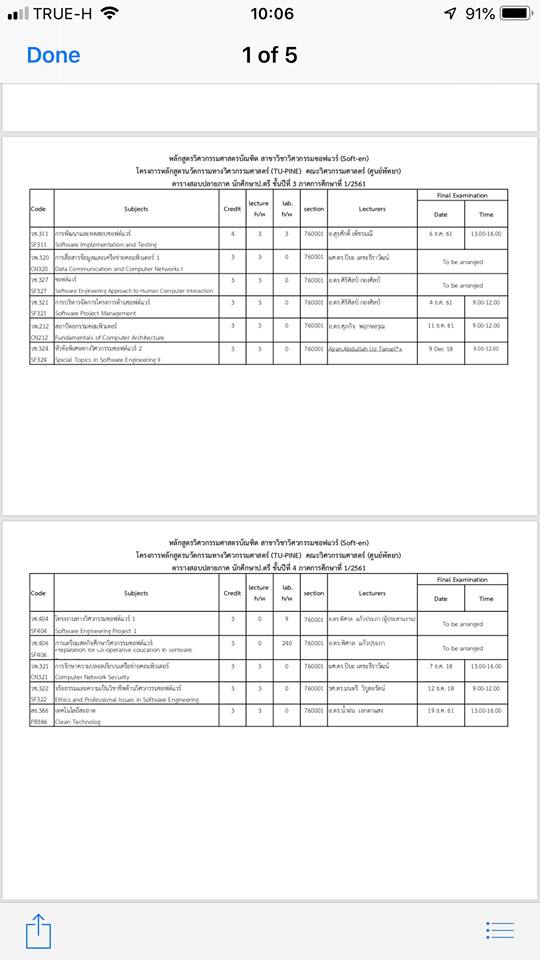 TRUE-H 10:06 91%
Done 1 of 5
หลักสูตรวิศวกรรมศาสตรบัณฑิต สาขาวิชาวิศวกรรมซอฟแวร์ (Soft-en)
โครงการหลักสูตรนวัตกรรมทางวิศวกรรมศาสตร์ (TU-PINE) คณะวิศวกรรมศาสตร์ (ศูนย์พัทยา)
ตารางสอบปลายภาค นักศึกษาป.ตรี ชั้นปีที่ 3 ภาคการศึกษาที่ 1/2561
Code Subjects Credit lecture h/w lab. h/w section Lecturers Final Examination
Date Time
วซ.311 การพัฒนาและทดสอบซอฟต์แวร์ 4 3 3 760001 อ.สุรศักดิ์ 6 ธ.ค. 61 13.00-16.00
SF311 Software Implementation and Testing
วพ.320 การสื่อสารข้อมูลและเครือข่ายคอมพิวเตอร์ 1 3 3 0 760001 ผศ.ดร.ปิยะ เตชะธีราวัฒน์ To be arranged
CN320 Data Communication and Computer Networks I
วซ.327 ซอฟต์แวร์ 3 3 0 760001 อ.ดร.ศิริศิลป์ กองศิลป์ To be arranged
SF327 Software Engineering Approach to Human Computer Interaction
วซ.321 การบริหารจัดการโครงการด้านซอฟต์แวร์ 3 3 0 760001 อ.ดร.ศิริศิลป์ กองศิลป์ 4 ธ.ค. 61 9.00-12.00
SF321 Software Project Management
วพ.212 สถาปัตยกรรมคอมพิวเตอร์ 3 3 0 760001 อ.ดร.ศุภกิจ พฤกษอรุณ 11 ธ.ค. 61 9.00-12.00
CN212 Fundamentals of Computer Architecture
วซ.324 หัวข้อพิเศษทางวิศวกรรมซอฟต์แวร์ 2 3 3 0 760001 Ajran.Abdullah Uz Tansel*+ 9 Dec 18 9.00-12.00
SF324 Spicial Topics in Software Engineering II
หลักสูตรวิศวกรรมศาสตรบัณฑิต สาขาวิชาวิศวกรรมซอฟแวร์ (Soft-en)
โครงการหลักสูตรนวัตกรรมทางวิศวกรรมศาสตร์ (TU-PINE) คณะวิศวกรรมศาสตร์ (ศูนย์พัทยา)
ตารางสอบปลายภาค นักศึกษาป.ตรี ชั้นปีที่ 4 ภาคการศึกษาที่ 1/2561
Code Subjects Credit lecture h/w lab. h/w section Lecturers Final Examination
Date Time
วซ.404 โครงงานทางวิศวกรรมซอฟต์แวร์ 1 3 0 9 760001 อ.ดร.พิศาล แก้วประภา (ผู้ประสานงาน) To be arranged
SF404 Software Engineering Project 1
วซ.406 การเตรียมสหกิจศึกษาวิศวกรรมซอฟต์แวร์ 3 0 240 760001 อ.ดร.พิศาล แก้วประภา To be arranged
SF406 Preparation for Co-operative Education in Software
วพ.321 การรักษาความปลอดภัยบนเครือข่ายคอมพิวเตอร์ 3 3 0 760001 ผศ.ดร.ปิยะ เตชะธีราวัฒน์ 7 ธ.ค. 18 13.00-16.00
CN321 Computer Network Security
วซ.322 จริยธรรมและความเป็นวิชาชีพด้านวิศวกรรมซอฟต์แวร์ 3 3 0 760001 รศ.ดร.มนตรี วิบูลยรัตน์ 12 ธ.ค. 18 9.00-12.00
SF322 Ethics and Professional Issues in Software Engineering
สธ.386 เทคโนโลยีสะอาด 3 3 0 760001 อ.ดร.น้ำฝน เอกตาแสง 19 ธ.ค. 61 13.00-16.00
PB386 Clean Technolog